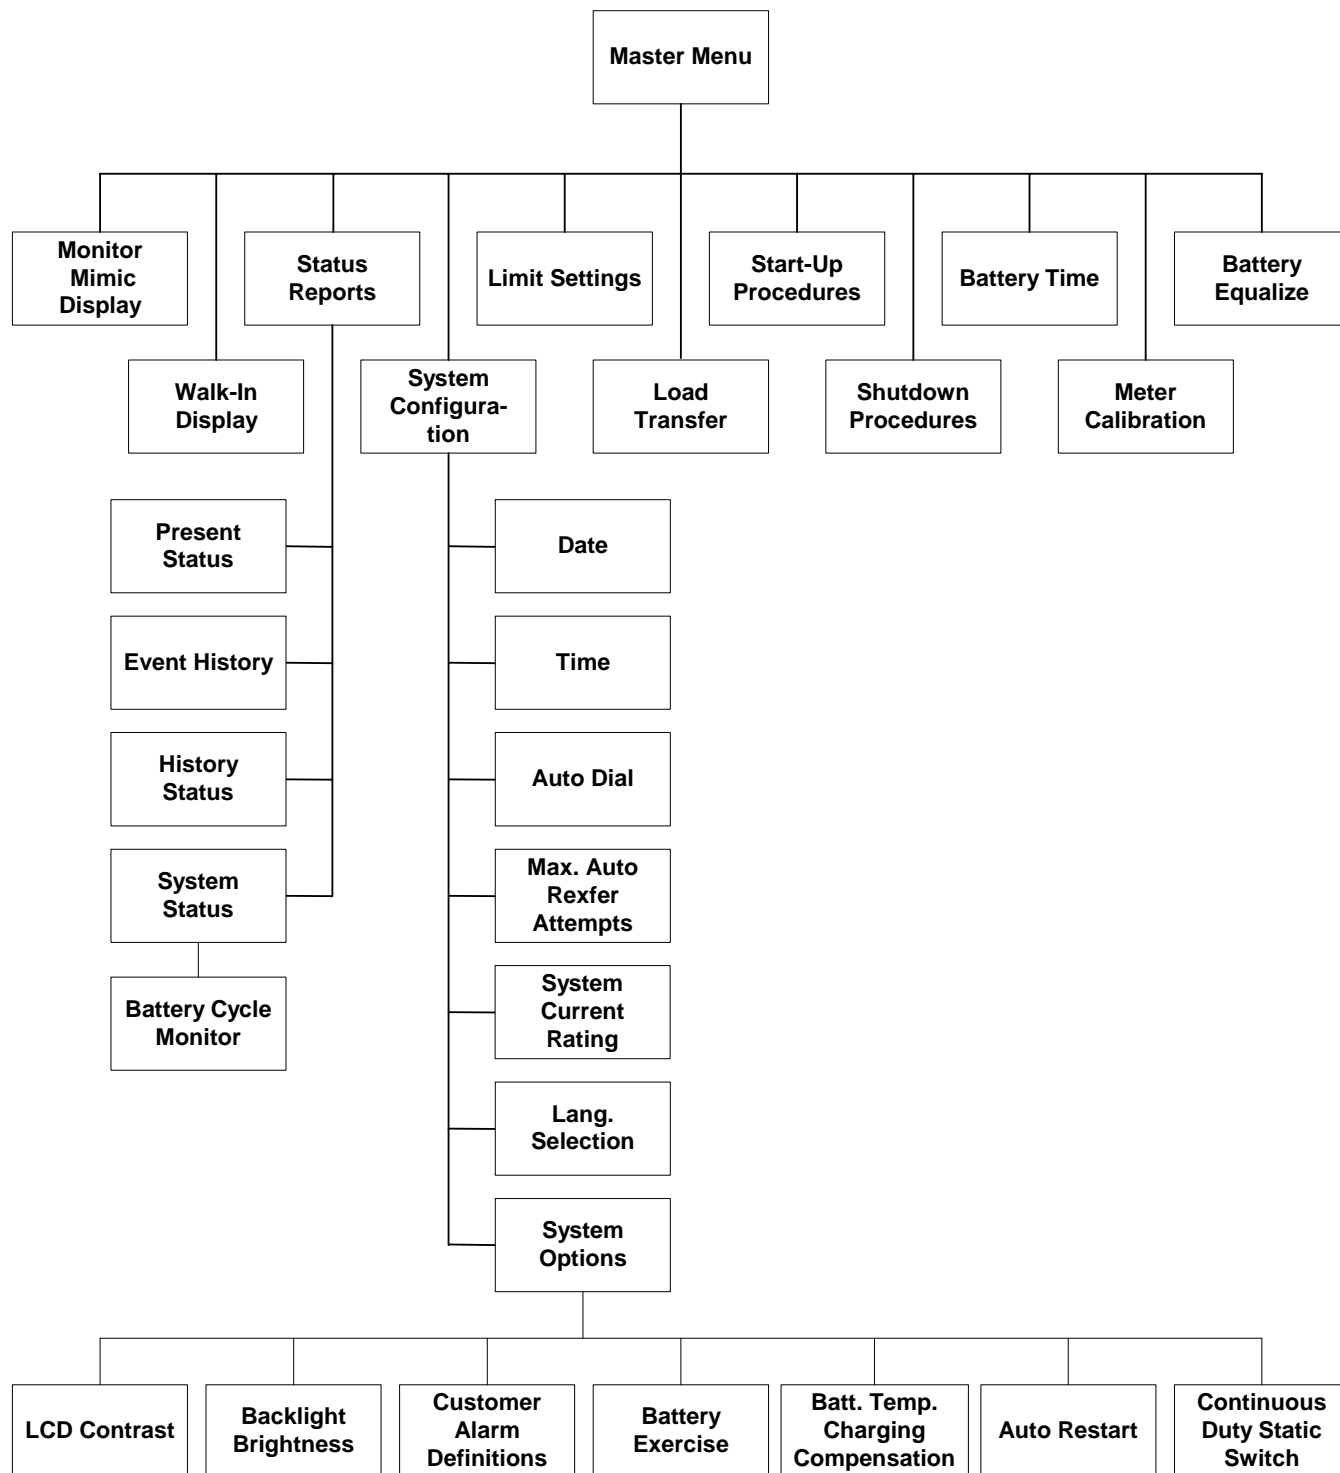 Master Menu
Monitor
Mimic
Display
Status
Reports
Limit Settings
Start-Up
Procedures
Battery Time
Battery
Equalize
Walk-In
Display
System
Configura-
tion
Load
Transfer
Shutdown
Procedures
Meter
Calibration
Present
Status
Date
Event History
Time
History
Status
Auto Dial
System
Status
Max. Auto
Rexfer
Attempts
Battery Cycle
Monitor
System
Current
Rating
Lang.
Selection
System
Options
LCD Contrast
Backlight
Brightness
Customer
Alarm
Definitions
Battery
Exercise
Batt. Temp.
Charging
Compensation
Auto Restart
Continuous
Duty Static
Switch